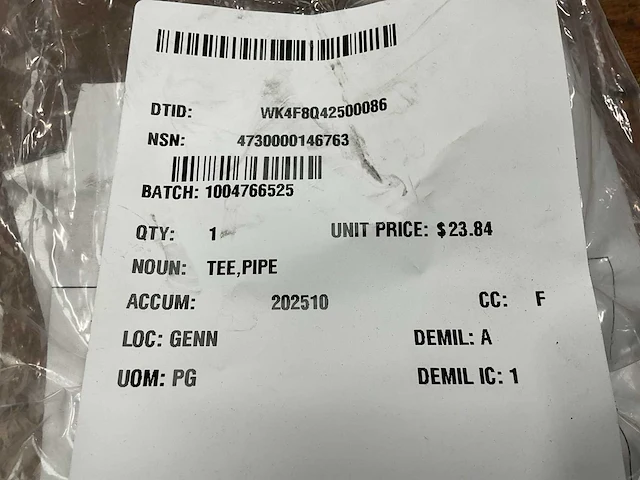 DTID: WK4F8Q42500086
NSN: 4730000146763
BATCH: 1004766525
QTY: 1 UNIT PRICE: $23.84
NOUN: TEE,PIPE
ACCUM: 202510 CC: F
LOC: GENN DEMIL: A
UOM: PG DEMIL IC: 1